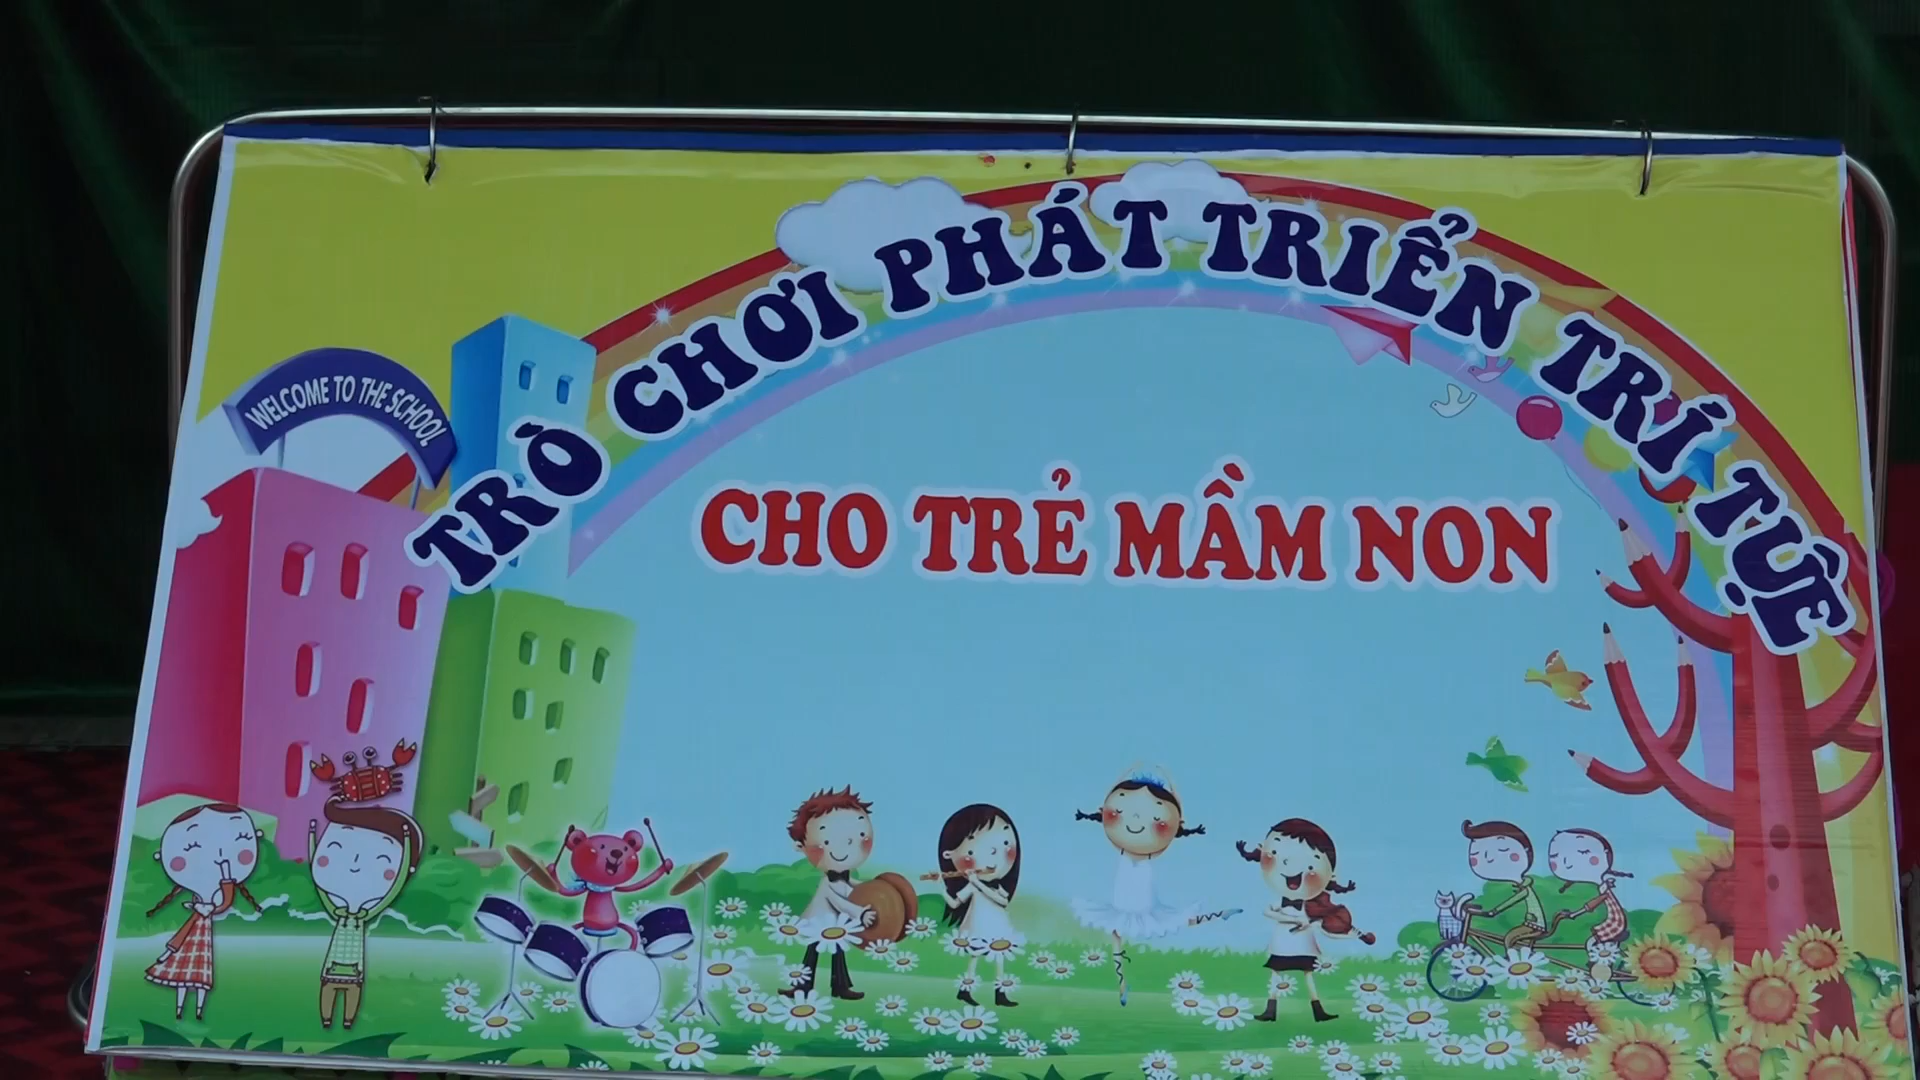 WELCOME TO THE SCHOOL
TRÒ CHƠI PHÁT TRIỂN TRÍ TUỆ
CHO TRẺ MẦM NON